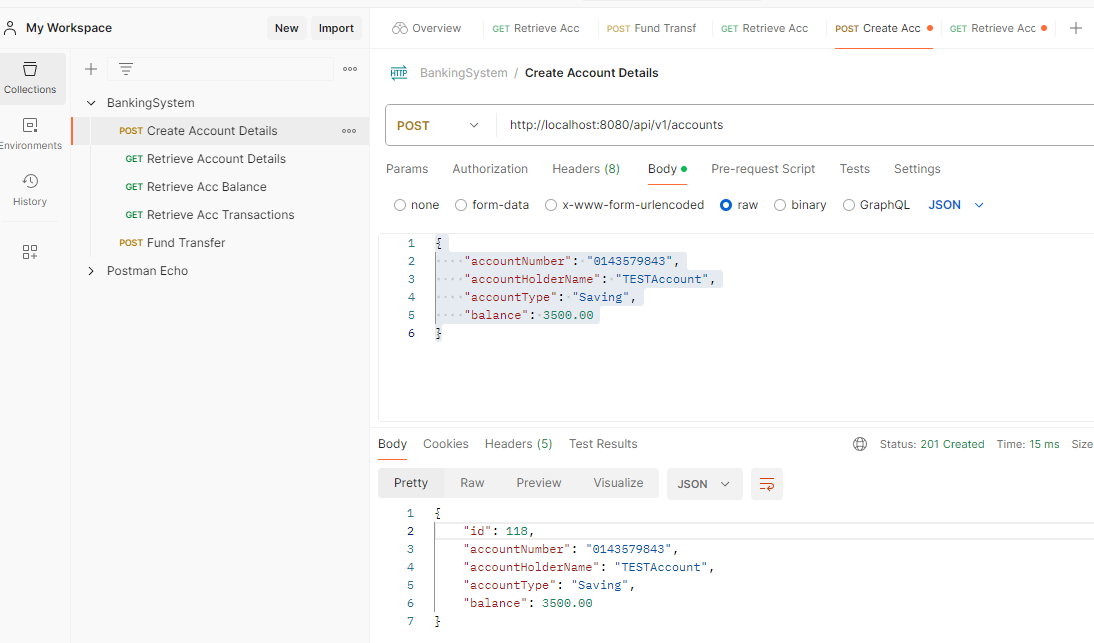 My Workspace New Import
Overview GET Retrieve Acc POST Fund Transf GET Retrieve Acc POST Create Acc GET Retrieve Acc
Collections
Environments
History
BankingSystem
POST Create Account Details
GET Retrieve Account Details
GET Retrieve Acc Balance
GET Retrieve Acc Transactions
POST Fund Transfer
Postman Echo
HTTP BankingSystem / Create Account Details
POST http://localhost:8080/api/v1/accounts
Params Authorization Headers (8) Body Pre-request Script Tests Settings
none form-data x-www-form-urlencoded raw binary GraphQL JSON
1 {
2 "accountNumber": "0143579843",
3 "accountHolderName": "TESTAccount",
4 "accountType": "Saving",
5 "balance": 3500.00
6 }
Body Cookies Headers (5) Test Results Status: 201 Created Time: 15 ms Size
Pretty Raw Preview Visualize JSON
1 {
2 "id": 118,
3 "accountNumber": "0143579843",
4 "accountHolderName": "TESTAccount",
5 "accountType": "Saving",
6 "balance": 3500.00
7 }